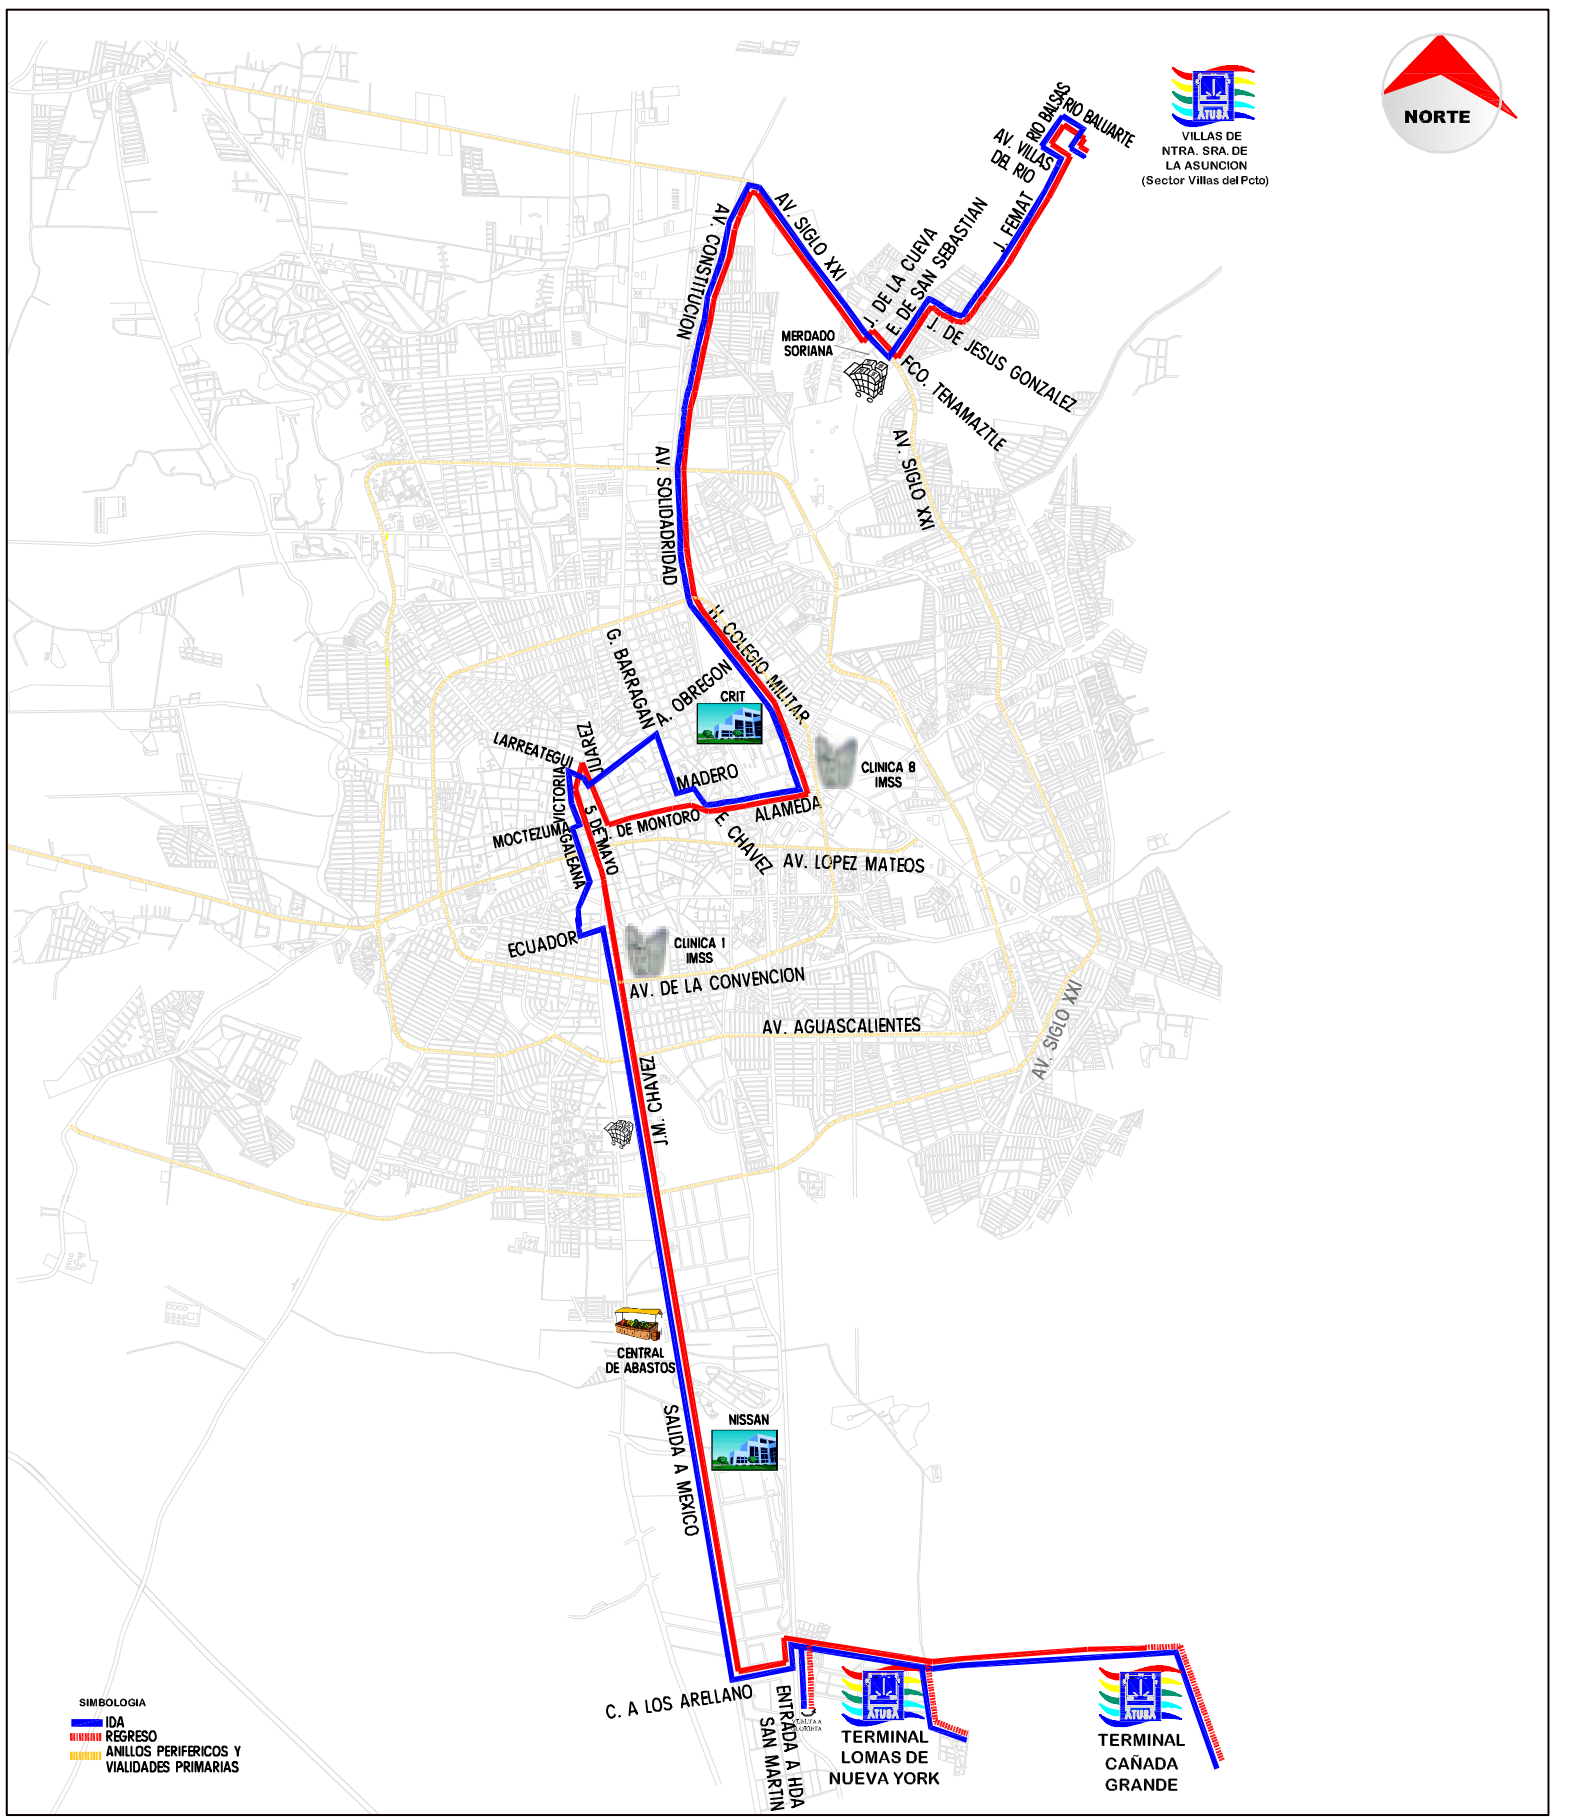 NORTE
ATUSA
VILLAS DE
NTRA. SRA. DE
LA ASUNCION
(Sector Villas del Pcto)
RIO BALSAS
RIO BALUARTE
AV. VILLAS
DEL RIO
J. FEMAT
AV. SIGLO XXI
J. DE LA CUEVA
E. DE SAN SEBASTIAN
AV. CONSTITUCION
MERDADO
SORIANA
J. DE JESUS GONZALEZ
FCO. TENAMAZTLE
AV. SIGLO XXI
AV. SOLIDADRIDAD
H. COLEGIO MILITAR
G. BARRAGAN
A. OBREGON
CRIT
JUAREZ
LARREATEGUI
MADERO
CLINICA 8
IMSS
VICTORIA
ALAMEDA
MOCTEZUMA
5 DE MAYO
J. DE MONTORO
E. CHAVEZ
GALEANA
AV. LOPEZ MATEOS
ECUADOR
CLINICA 1
IMSS
AV. DE LA CONVENCION
AV. AGUASCALIENTES
AV. SIGLO XXI
J.M. CHAVEZ
CENTRAL
DE ABASTOS
SALIDA A MEXICO
NISSAN
C. A LOS ARELLANO
ENTRADA A HDA
SAN MARTIN
ATUSA
TERMINAL
LOMAS DE
NUEVA YORK
ATUSA
TERMINAL
CAÑADA
GRANDE
SIMBOLOGIA
IDA
REGRESO
ANILLOS PERIFERICOS Y
VIALIDADES PRIMARIAS